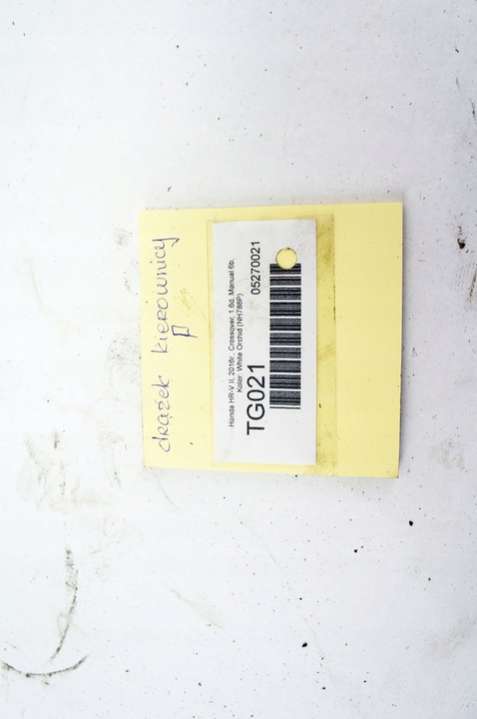 drążek kierownicy
P
Honda HR-V II, 2016r., Crossover, 1.6d, Manual 6b.
Kolor: White Orchid (NH788P)
TG021 05270021